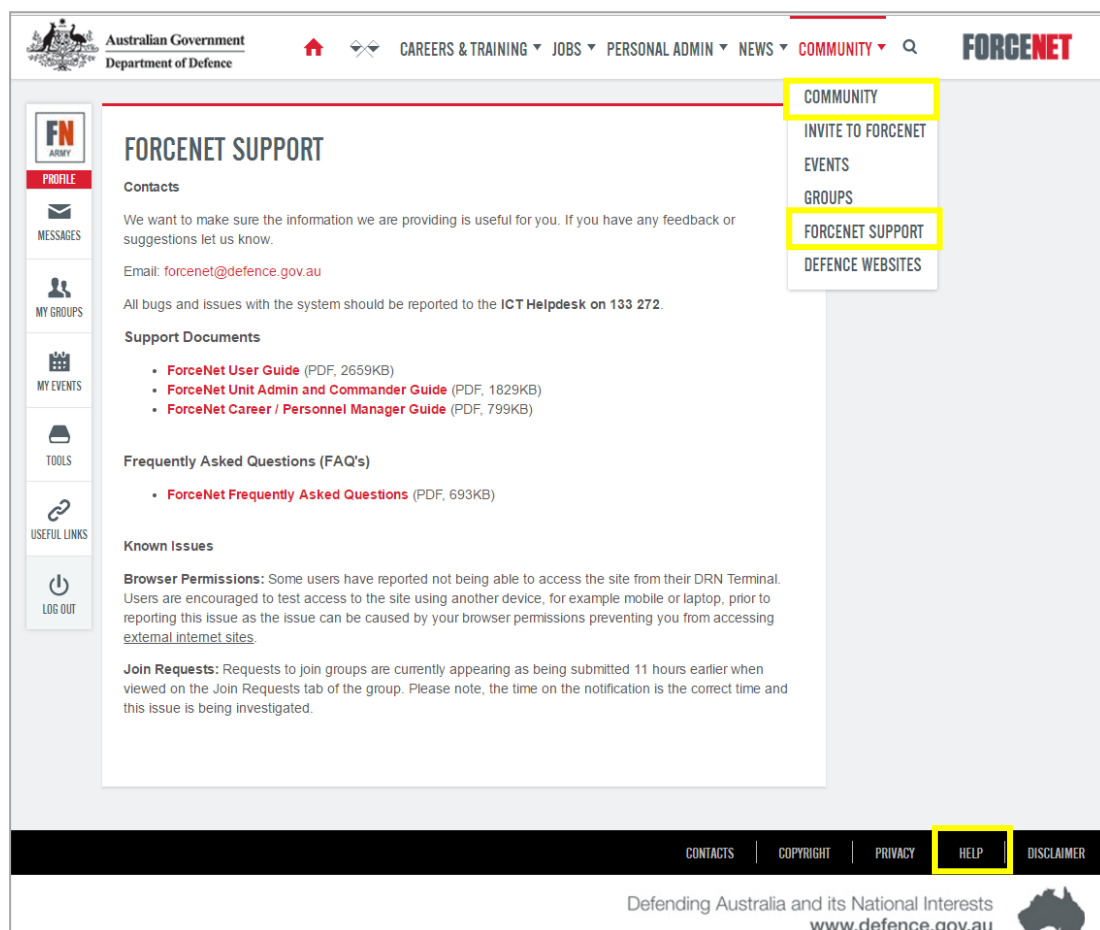 Australian Government
Department of Defence
CAREERS & TRAINING JOBS PERSONAL ADMIN NEWS COMMUNITY
FORCENET
COMMUNITY
INVITE TO FORCENET
EVENTS
GROUPS
FORCENET SUPPORT
DEFENCE WEBSITES
FN
ARMY
PROFILE
MESSAGES
MY GROUPS
MY EVENTS
TOOLS
USEFUL LINKS
LOG OUT
FORCENET SUPPORT
Contacts
We want to make sure the information we are providing is useful for you. If you have any feedback or
suggestions let us know.
Email: forcenet@defence.gov.au
All bugs and issues with the system should be reported to the ICT Helpdesk on 133 272.
Support Documents
• ForceNet User Guide (PDF, 2659KB)
• ForceNet Unit Admin and Commander Guide (PDF, 1829KB)
• ForceNet Career / Personnel Manager Guide (PDF, 799KB)
Frequently Asked Questions (FAQ's)
• ForceNet Frequently Asked Questions (PDF, 693KB)
Known Issues
Browser Permissions: Some users have reported not being able to access the site from their DRN Terminal.
Users are encouraged to test access to the site using another device, for example mobile or laptop, prior to
reporting this issue as the issue can be caused by your browser permissions preventing you from accessing
external internet sites.
Join Requests: Requests to join groups are currently appearing as being submitted 11 hours earlier when
viewed on the Join Requests tab of the group. Please note, the time on the notification is the correct time and
this issue is being investigated.
CONTACTS COPYRIGHT PRIVACY HELP DISCLAIMER
Defending Australia and its National Interests
www.defence.gov.au